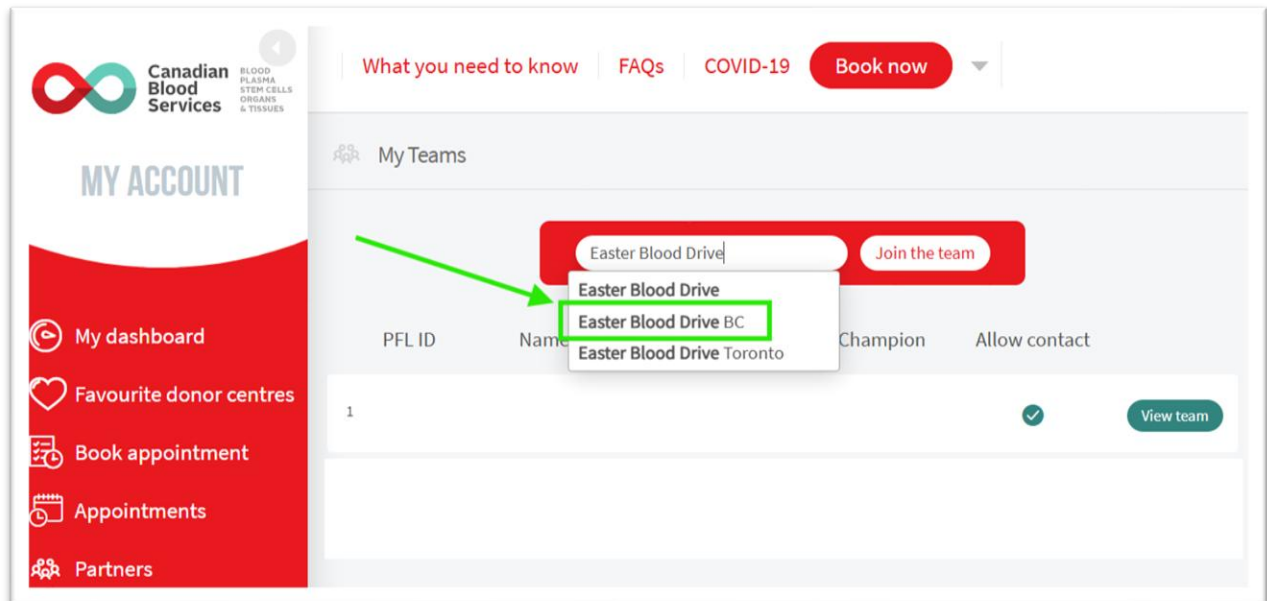 Canadian
Blood
Services
BLOOD
PLASMA
STEM CELLS
ORGANS
& TISSUES
What you need to know
FAQs
COVID-19
Book now
MY ACCOUNT
My Teams
Easter Blood Drive
Join the team
Easter Blood Drive
Easter Blood Drive BC
Easter Blood Drive Toronto
PFL ID
Name
Champion
Allow contact
1
View team
My dashboard
Favourite donor centres
Book appointment
Appointments
Partners